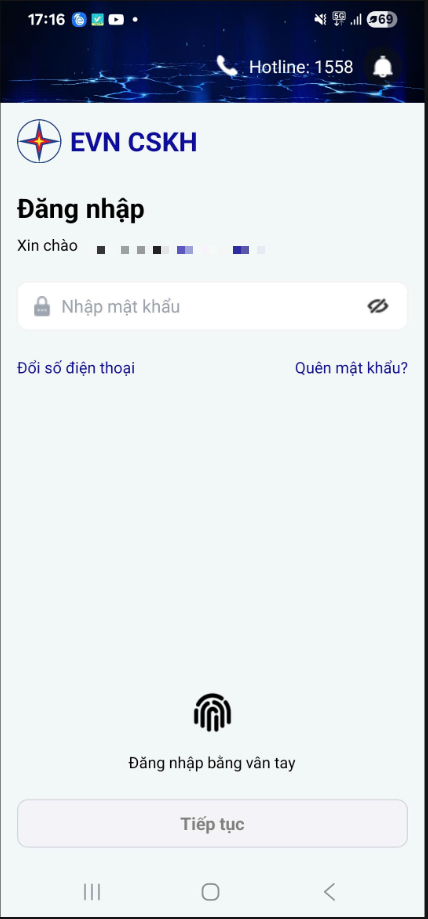 17:16 5G 69
Hotline: 1558
EVN CSKH
Đăng nhập
Xin chào
Nhập mật khẩu
Đổi số điện thoại Quên mật khẩu?
Đăng nhập bằng vân tay
Tiếp tục